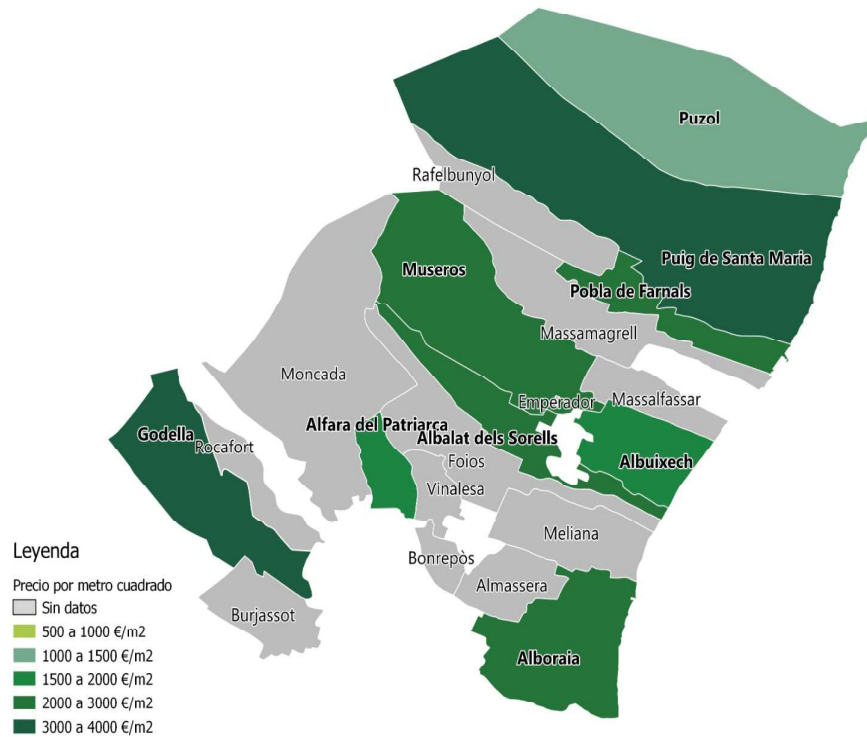 Puzol
Rafelbunyol
Puig de Santa Maria
Museros
Pobla de Farnals
Massamagrell
Moncada
Emperador
Massalfassar
Alfara del Patriarca
Albalat dels Sorells
Godella
Rocafort
Foios
Albuixech
Vinalesa
Meliana
Bonrepòs
Almassera
Burjassot
Alboraia
Leyenda
Precio por metro cuadrado
Sin datos
500 a 1000 €/m2
1000 a 1500 €/m2
1500 a 2000 €/m2
2000 a 3000 €/m2
3000 a 4000 €/m2